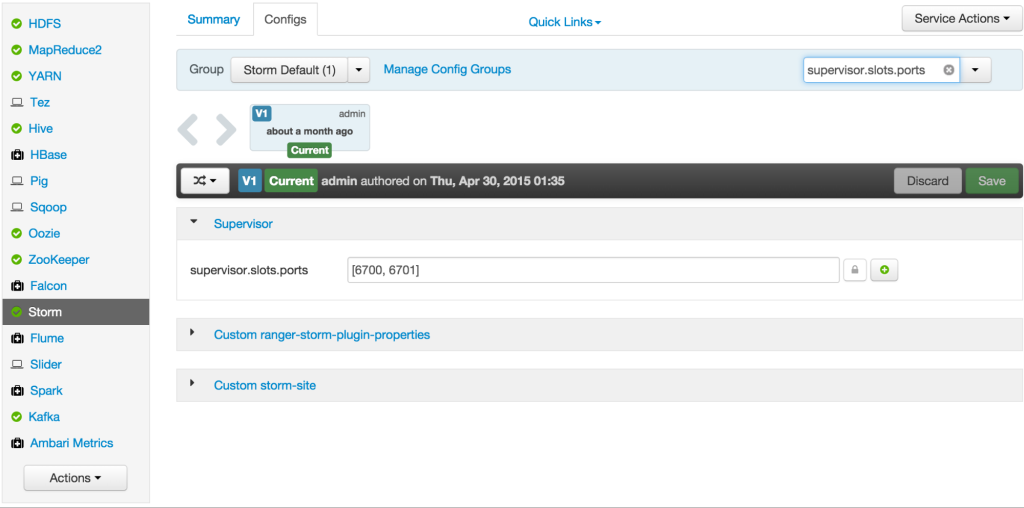 HDFS
MapReduce2
YARN
Tez
Hive
HBase
Pig
Sqoop
Oozie
ZooKeeper
Falcon
Storm
Flume
Slider
Spark
Kafka
Ambari Metrics
Actions
Summary Configs Quick Links Service Actions
Group Storm Default (1) Manage Config Groups supervisor.slots.ports
V1 admin
about a month ago
Current
V1 Current admin authored on Thu, Apr 30, 2015 01:35 Discard Save
Supervisor
supervisor.slots.ports [6700, 6701]
Custom ranger-storm-plugin-properties
Custom storm-site